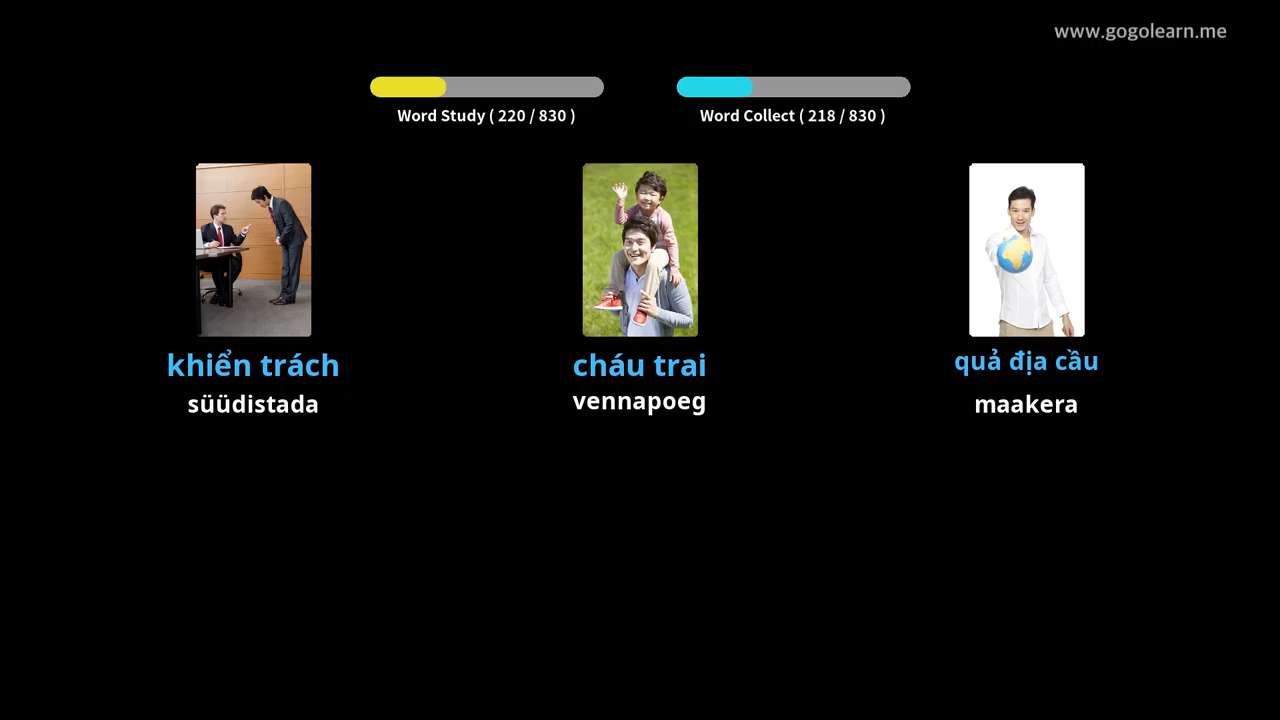 www.gogolearn.me
Word Study ( 220 / 830 )
Word Collect ( 218 / 830 )
khiển trách
cháu trai
quả địa cầu
süüdistada
vennapoeg
maakera